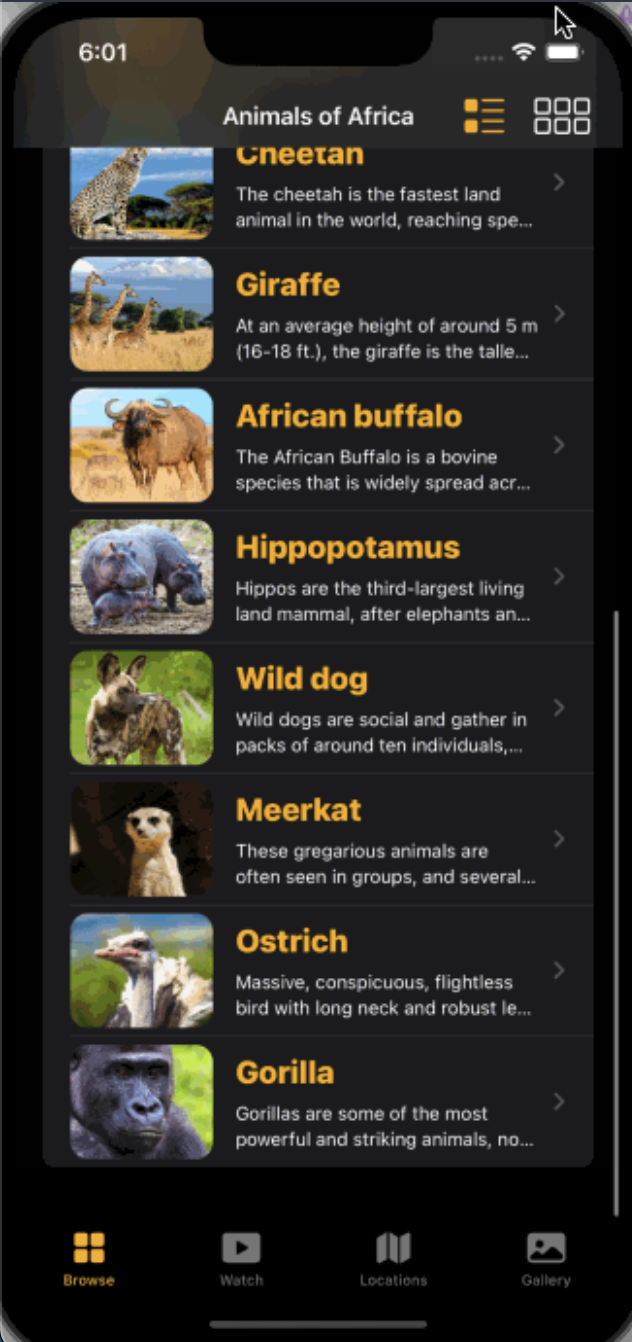 6:01
Animals of Africa
Cheetah
The cheetah is the fastest land
animal in the world, reaching spe...
Giraffe
At an average height of around 5 m
(16-18 ft.), the giraffe is the talle...
African buffalo
The African Buffalo is a bovine
species that is widely spread acr...
Hippopotamus
Hippos are the third-largest living
land mammal, after elephants an...
Wild dog
Wild dogs are social and gather in
packs of around ten individuals,...
Meerkat
These gregarious animals are
often seen in groups, and several...
Ostrich
Massive, conspicuous, flightless
bird with long neck and robust le...
Gorilla
Gorillas are some of the most
powerful and striking animals, no...
Browse
Watch
Locations
Gallery